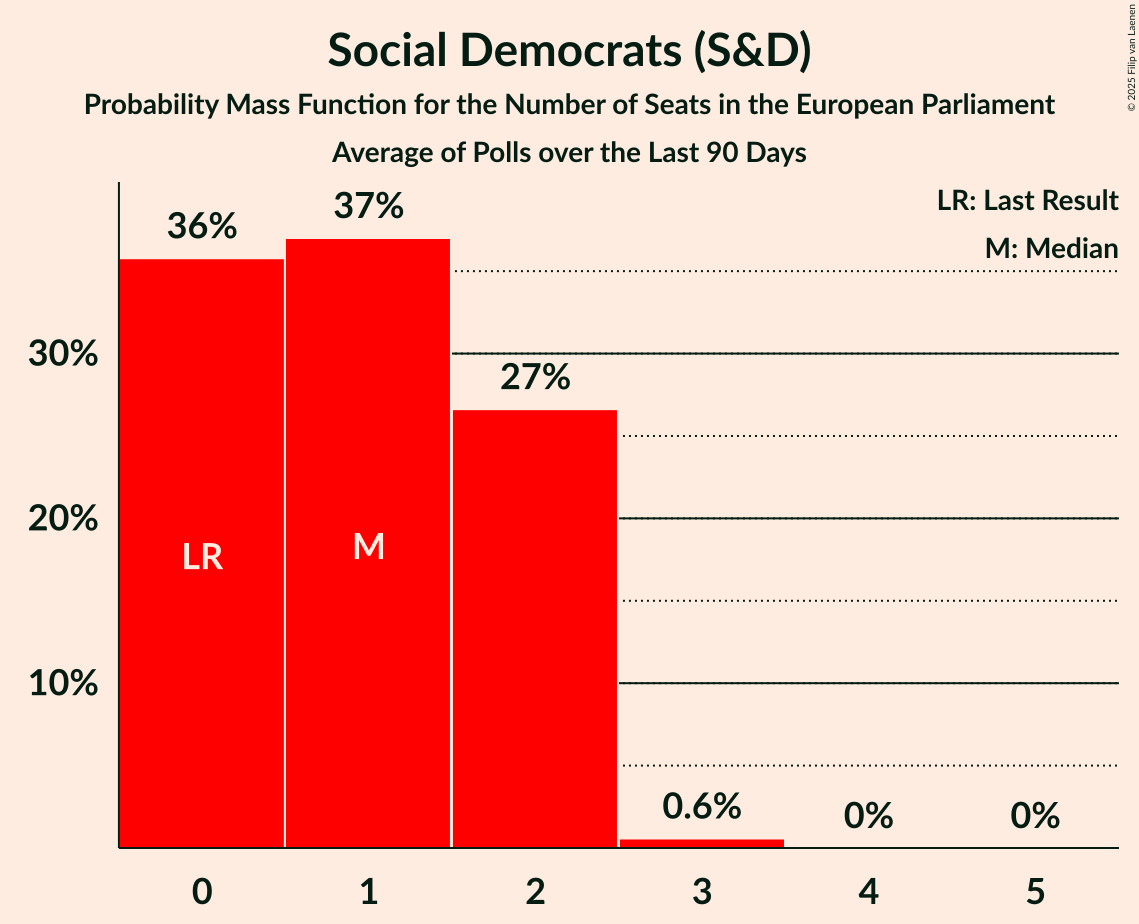 Social Democrats (S&D)
Probability Mass Function for the Number of Seats in the European Parliament
Average of Polls over the Last 90 Days
© 2025 Filip van Laenen
LR: Last Result
M: Median
36%
37%
27%
0.6%
0%
0%
30%
20%
10%
LR
M
0
1
2
3
4
5